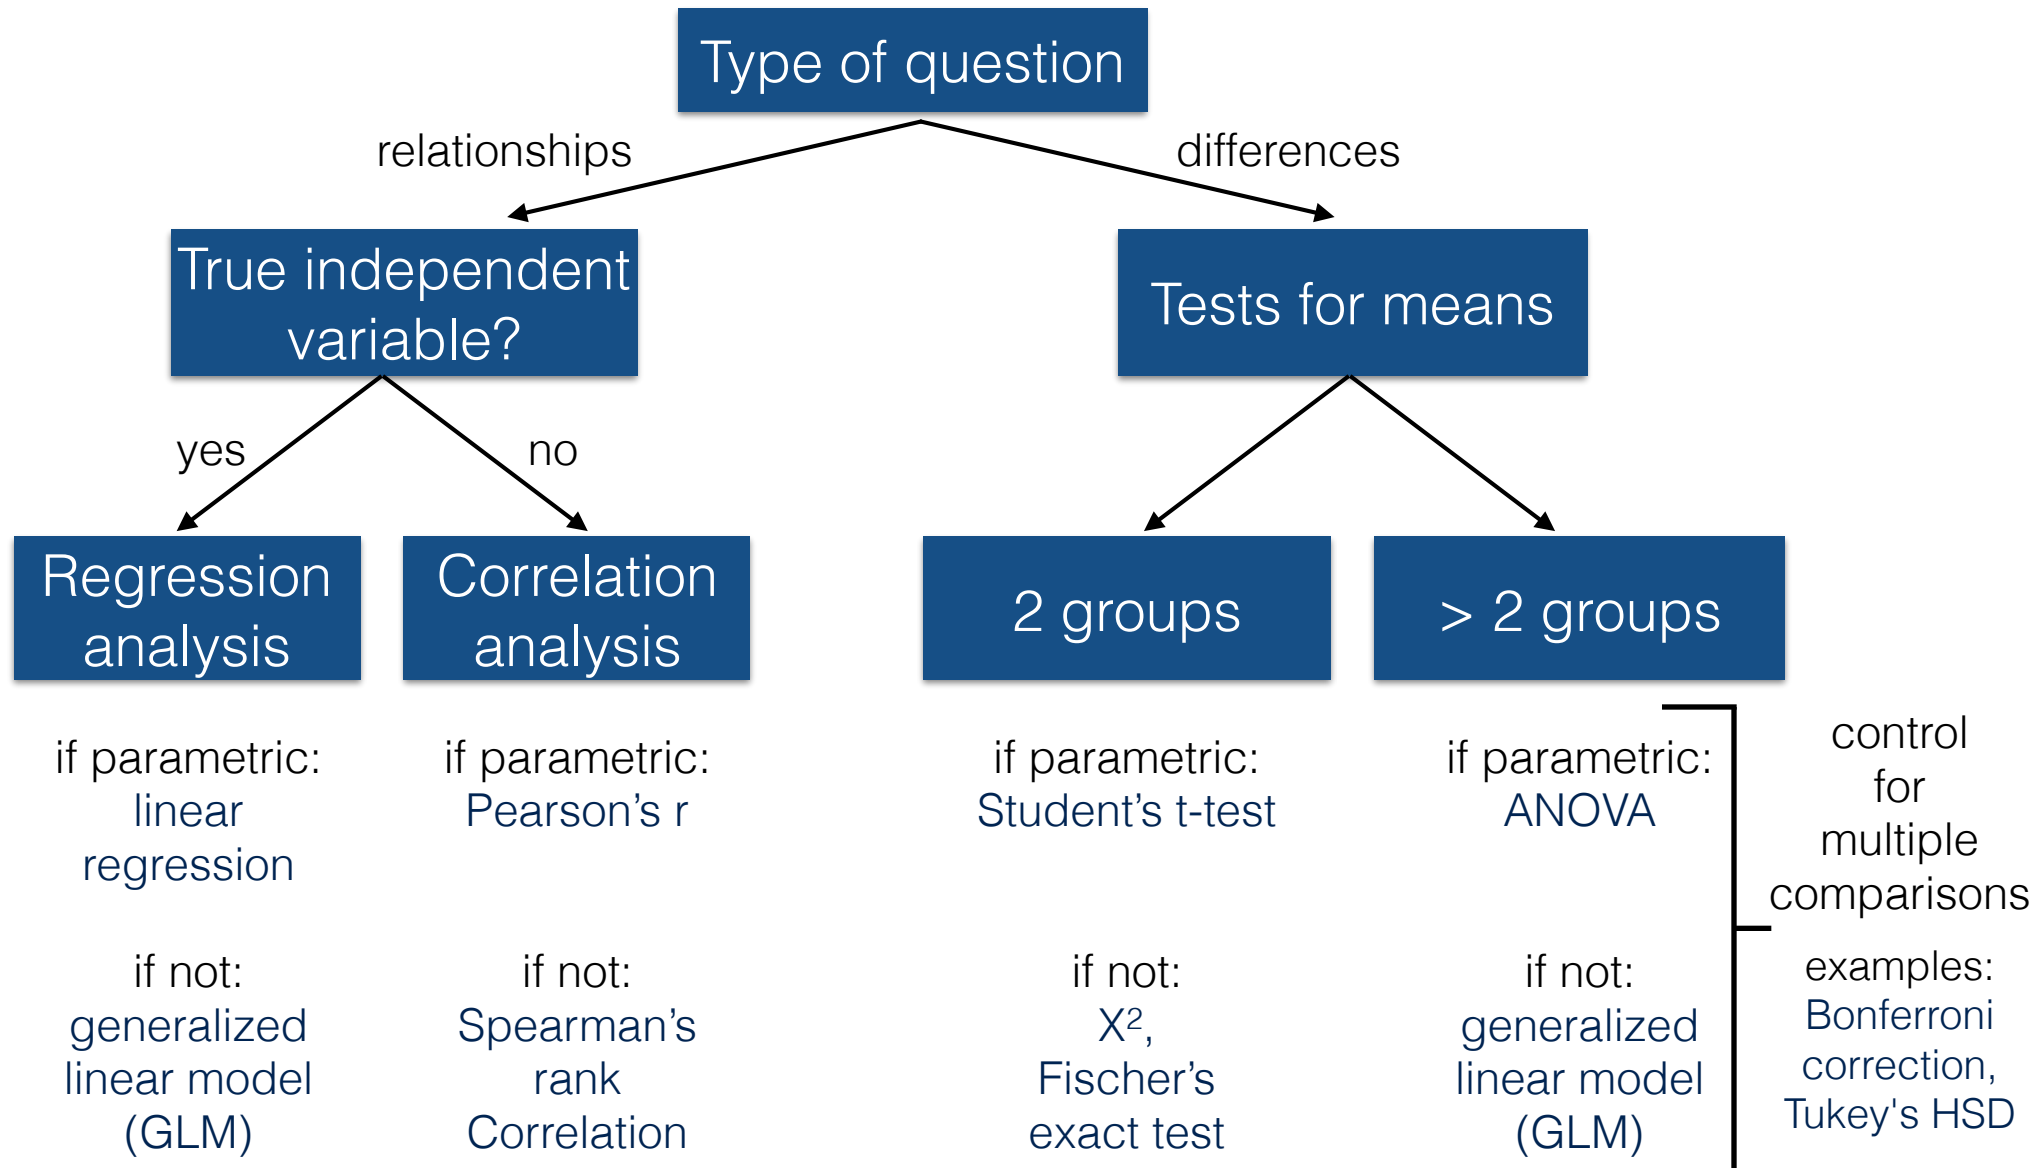 Type of question
relationships
differences
True independent
variable?
Tests for means
yes
no
Regression
analysis
Correlation
analysis
2 groups
> 2 groups
if parametric:
linear
regression
if not:
generalized
linear model
(GLM)
if parametric:
Pearson’s r
if not:
Spearman’s
rank
Correlation
if parametric:
Student’s t-test
if not:
X²,
Fischer’s
exact test
if parametric:
ANOVA
if not:
generalized
linear model
(GLM)
control
for
multiple
comparisons
examples:
Bonferroni
correction,
Tukey's HSD